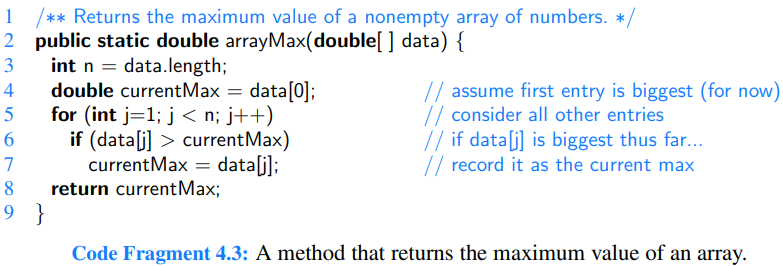 1 /** Returns the maximum value of a nonempty array of numbers. */
2 public static double arrayMax(double[ ] data) {
3 int n = data.length;
4 double currentMax = data[0]; // assume first entry is biggest (for now)
5 for (int j=1; j < n; j++) // consider all other entries
6 if (data[j] > currentMax) // if data[j] is biggest thus far...
7 currentMax = data[j]; // record it as the current max
8 return currentMax;
9 }
Code Fragment 4.3: A method that returns the maximum value of an array.